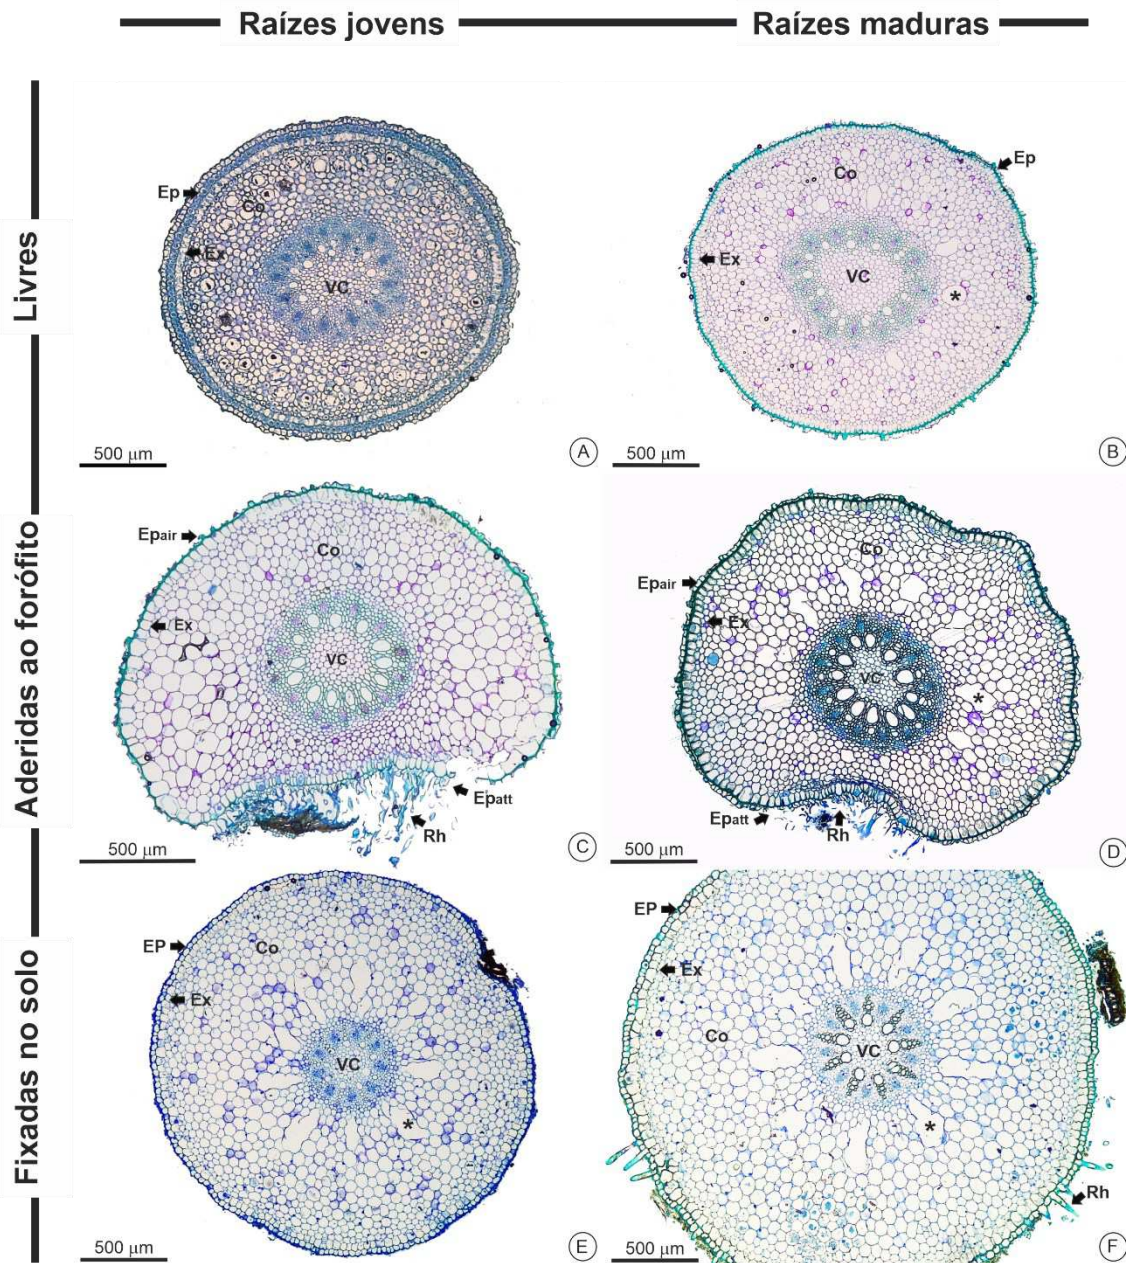 Raízes jovens
Raízes maduras
Livres
Ep
Co
Ex
VC
500 µm
A
Co
Ep
Ex
VC
*
500 µm
B
Aderidas ao forófito
Epair
Co
Ex
VC
Epatt
Rh
500 µm
C
Co
Epair
Ex
VC
*
Epatt
Rh
500 µm
D
Fixadas no solo
EP
Co
Ex
VC
*
500 µm
E
EP
Ex
Co
VC
*
Rh
500 µm
F